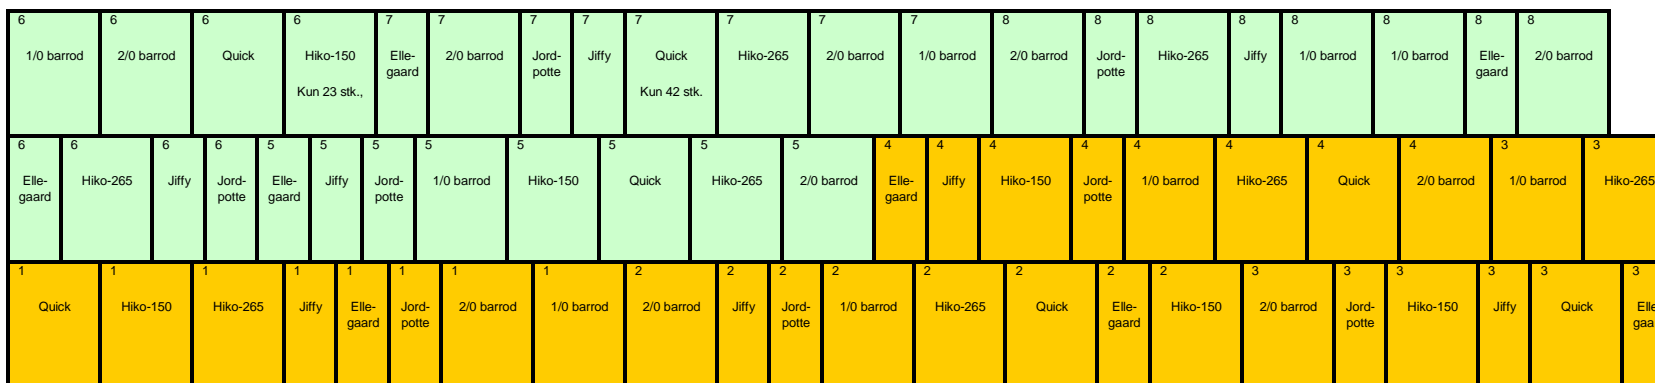 6 6 6 6 7 7 7 7 7 7 7 7 8 8 8 8 8 8 8 8
1/0 barrod 2/0 barrod Quick Hiko-150 Elle- 2/0 barrod Jord- Jiffy Quick Hiko-265 2/0 barrod 1/0 barrod 2/0 barrod Jord- Hiko-265 Jiffy 1/0 barrod 1/0 barrod Elle- 2/0 barrod
gaard potte potte gaard
Kun 23 stk., Kun 42 stk.
6 6 6 6 5 5 5 5 5 5 5 5 4 4 4 4 4 4 4 4 3 3
Elle- Hiko-265 Jiffy Jord- Elle- Jiffy Jord- 1/0 barrod Hiko-150 Quick Hiko-265 2/0 barrod Elle- Jiffy Hiko-150 Jord- 1/0 barrod Hiko-265 Quick 2/0 barrod 1/0 barrod Hiko-265
gaard potte gaard potte gaard potte
1 1 1 1 1 1 1 1 2 2 2 2 2 2 2 2 3 3 3 3 3 3
Quick Hiko-150 Hiko-265 Jiffy Elle- Jord- 2/0 barrod 1/0 barrod 2/0 barrod Jiffy Jord- 1/0 barrod Hiko-265 Quick Elle- Hiko-150 2/0 barrod Jord- Hiko-150 Jiffy Quick Elle
gaard potte potte gaard potte gaa